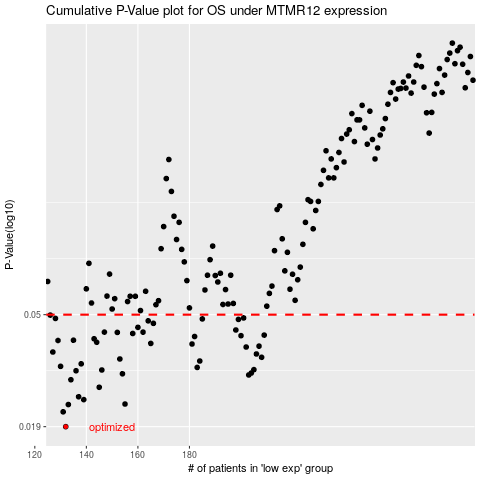 Cumulative P-Value plot for OS under MTMR12 expression
P-Value(log10)
0.05
0.019
optimized
120 140 160 180
# of patients in 'low exp' group